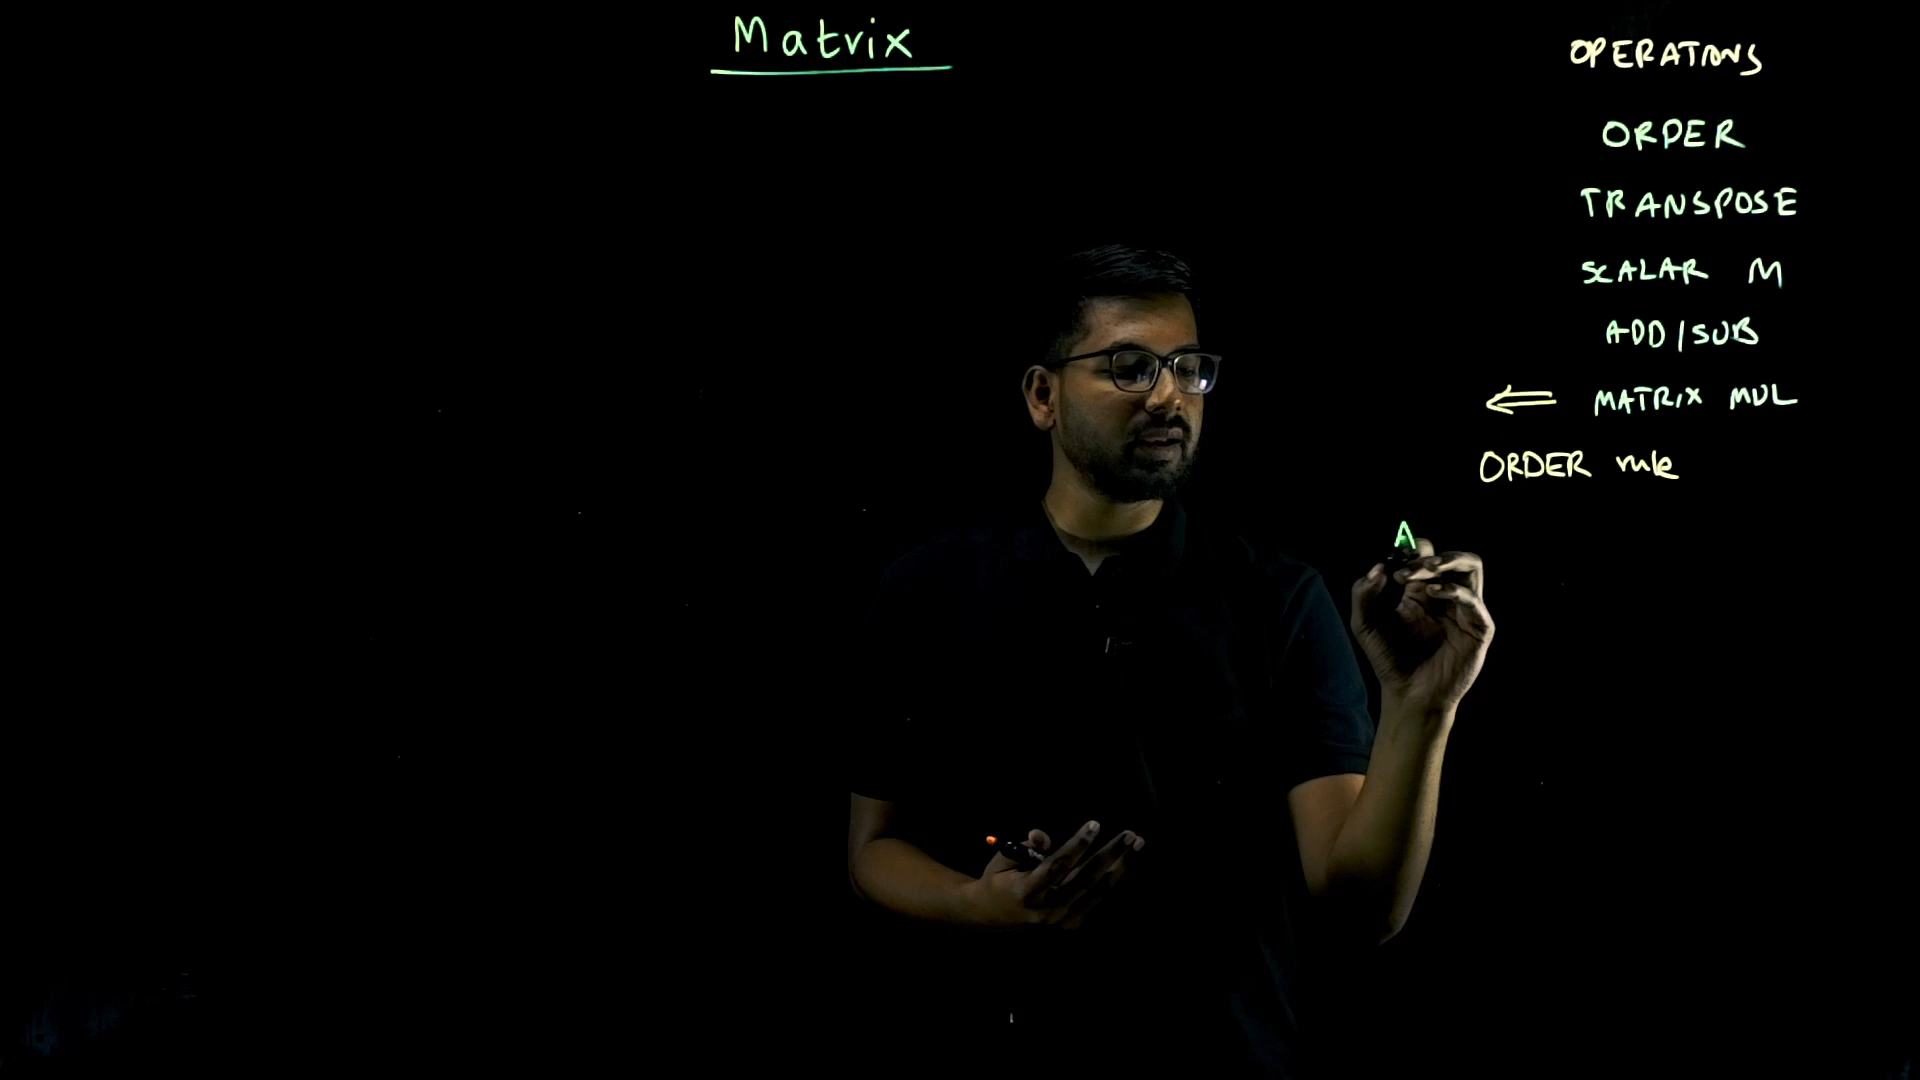 Matrix
OPERATIONS
ORDER
TRANSPOSE
SCALAR M
ADD/SUB
⇐ MATRIX MUL
ORDER rule
A